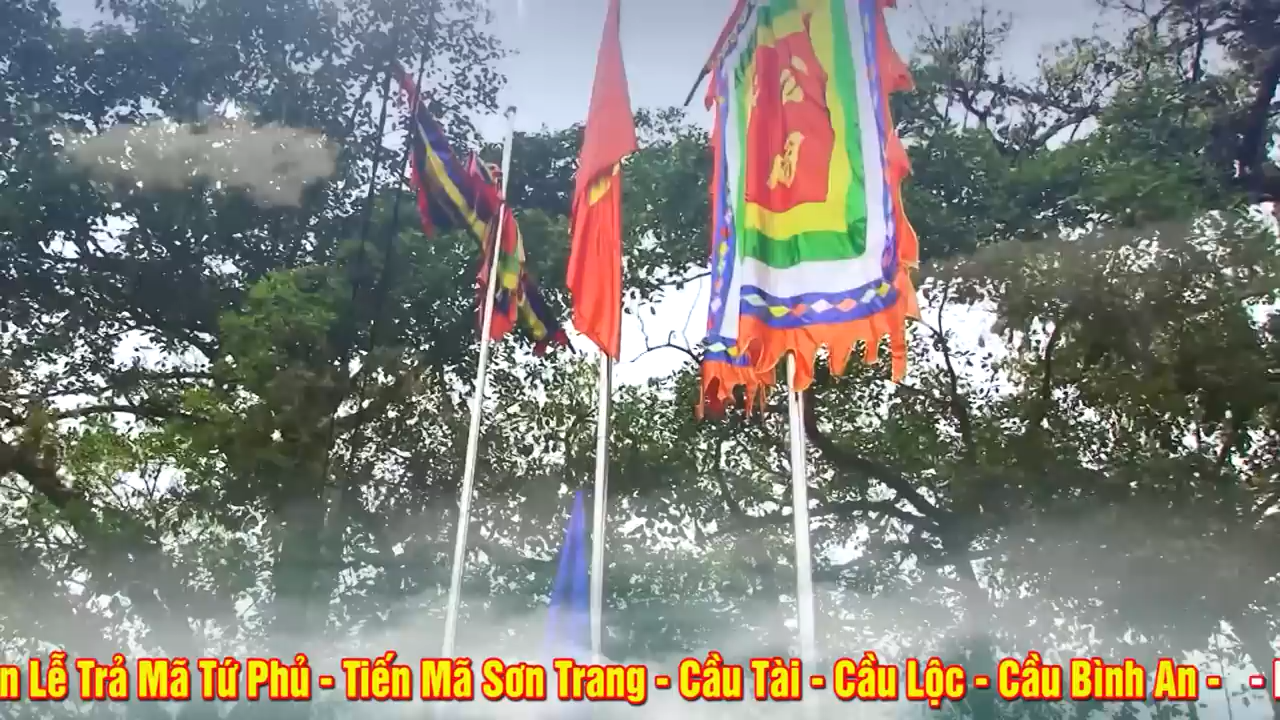 Lễ Trả Mã Tứ Phủ - Tiến Mã Sơn Trang - Cầu Tài - Cầu Lộc - Cầu Bình An - -